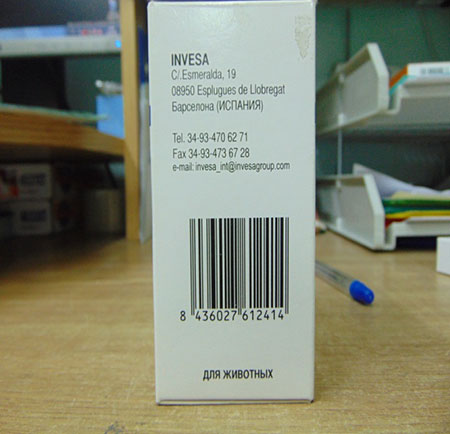 INVESA
C/.Esmeralda, 19
08950 Esplugues de Llobregat
Барселона (ИСПАНИЯ)
Tel. 34-93-470 62 71
Fax 34-93-473 67 28
e-mail: invesa_int@invesagroup.com
8 436027 612414
ДЛЯ ЖИВОТНЫХ